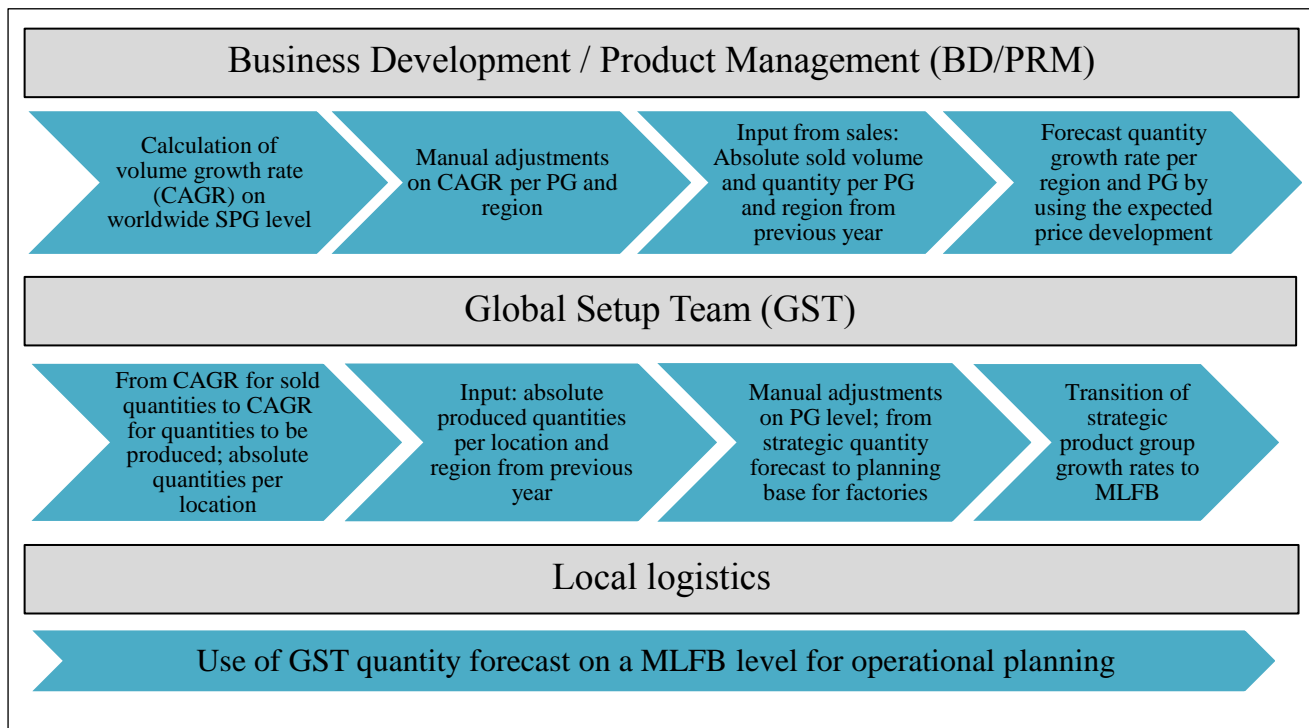 Business Development / Product Management (BD/PRM)
Calculation of
volume growth rate
(CAGR) on
worldwide SPG level
Manual adjustments
on CAGR per PG and
region
Input from sales:
Absolute sold volume
and quantity per PG
and region from
previous year
Forecast quantity
growth rate per
region and PG by
using the expected
price development
Global Setup Team (GST)
From CAGR for sold
quantities to CAGR
for quantities to be
produced; absolute
quantities per
location
Input: absolute
produced quantities
per location and
region from previous
year
Manual adjustments
on PG level; from
strategic quantity
forecast to planning
base for factories
Transition of
strategic
product group
growth rates to
MLFB
Local logistics
Use of GST quantity forecast on a MLFB level for operational planning